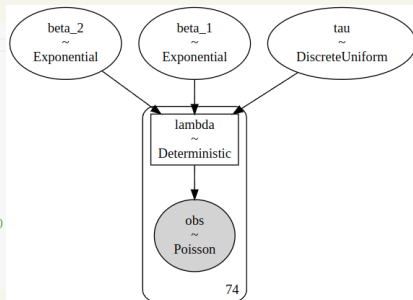 beta_2
~
Exponential
beta_1
~
Exponential
tau
~
DiscreteUniform
lambda
~
Deterministic
)
obs
~
Poisson
74